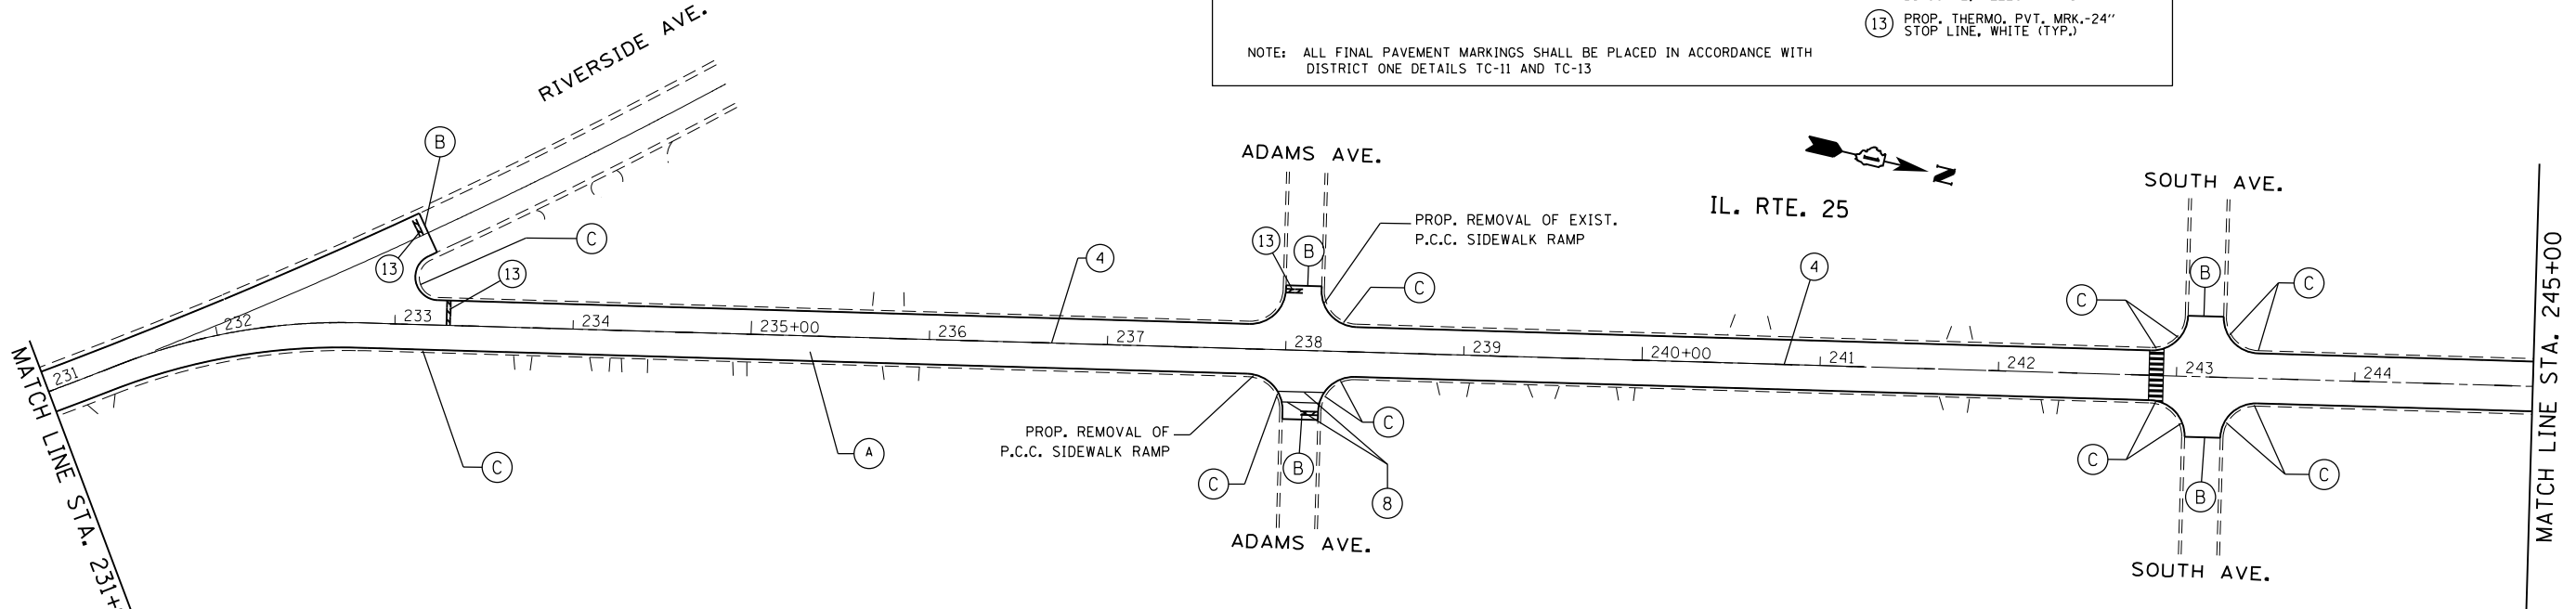 RIVERSIDE AVE.
13 PROP. THERMO. PVT. MRK.-24"
STOP LINE, WHITE (TYP.)
NOTE: ALL FINAL PAVEMENT MARKINGS SHALL BE PLACED IN ACCORDANCE WITH
DISTRICT ONE DETAILS TC-11 AND TC-13
B
ADAMS AVE.
N
SOUTH AVE.
IL. RTE. 25
PROP. REMOVAL OF EXIST.
P.C.C. SIDEWALK RAMP
C
13
13
13
B
4
4
C
B
C
C
MATCH LINE STA. 245+00
231
232
233
234
235+00
236
237
238
239
240+00
241
242
243
244
MATCH LINE STA. 231+
PROP. REMOVAL OF
P.C.C. SIDEWALK RAMP
C
A
C
B
C
8
C
B
C
ADAMS AVE.
SOUTH AVE.